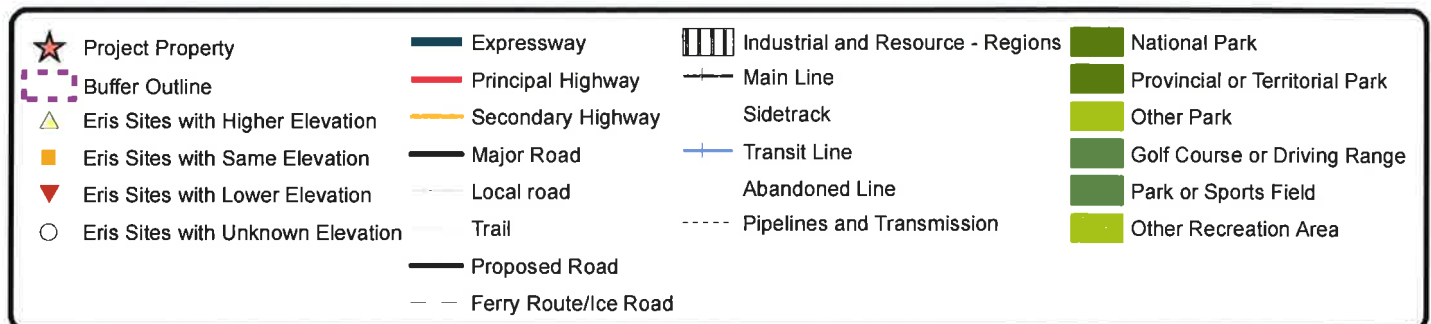 Project Property
Buffer Outline
Eris Sites with Higher Elevation
Eris Sites with Same Elevation
Eris Sites with Lower Elevation
Eris Sites with Unknown Elevation
Expressway
Principal Highway
Secondary Highway
Major Road
Local road
Trail
Proposed Road
Ferry Route/Ice Road
Industrial and Resource - Regions
Main Line
Sidetrack
Transit Line
Abandoned Line
Pipelines and Transmission
National Park
Provincial or Territorial Park
Other Park
Golf Course or Driving Range
Park or Sports Field
Other Recreation Area